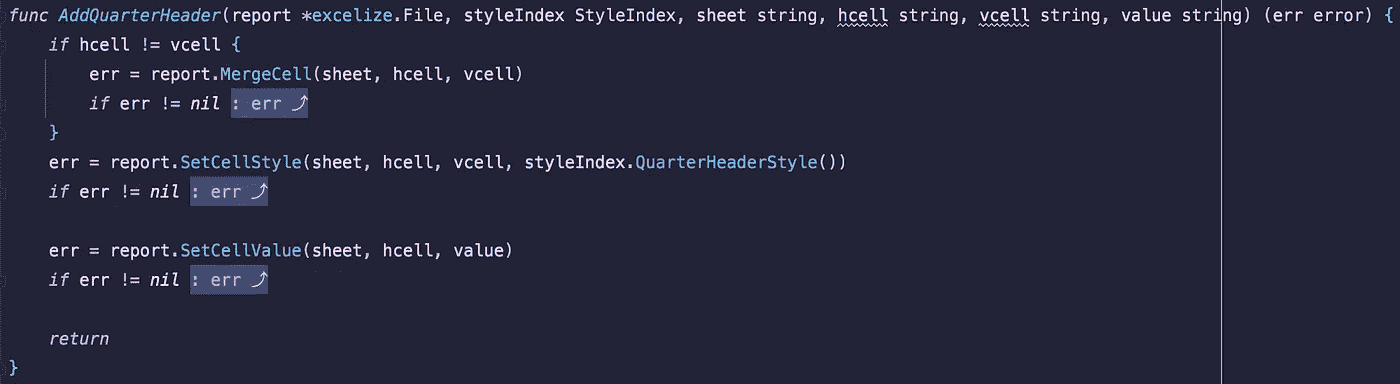 func AddQuarterHeader(report *excelize.File, styleIndex StyleIndex, sheet string, hcell string, vcell string, value string) (err error) {
    if hcell != vcell {
        err = report.MergeCell(sheet, hcell, vcell)
        if err != nil : err ⤴
    }
    err = report.SetCellStyle(sheet, hcell, vcell, styleIndex.QuarterHeaderStyle())
    if err != nil : err ⤴

    err = report.SetCellValue(sheet, hcell, value)
    if err != nil : err ⤴

    return
}